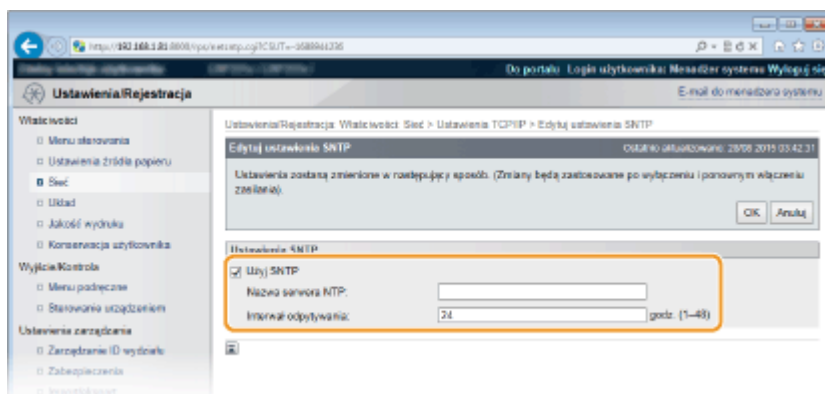 Do portalu Login użytkownika: Menedżer systemu Wyloguj się
Ustawienia/Rejestracja
E-mail do menedżera systemu
Właściwości
Menu sterowania
Ustawienia źródła papieru
Sieć
Układ
Jakość wydruku
Konserwacja użytkownika
Wyjście/Kontrola
Menu podręczne
Sterowanie urządzeniem
Ustawienia zarządzania
Zarządzanie ID wydziału
Zabezpieczenia
Ustawienia/Rejestracja: Właściwości: Sieć > Ustawienia TCP/IP > Edytuj ustawienia SNTP
Edytuj ustawienia SNTP
Ostatnio aktualizowano: 28/08 2015 03:42:31
Ustawienia zostaną zmienione w następujący sposób. (Zmiany będą zastosowane po wyłączeniu i ponownym włączeniu
zasilania).
OK Anuluj
Ustawienia SNTP
Użyj SNTP
Nazwa serwera NTP:
Interwał odpytywania: 24 godz. (1-48)